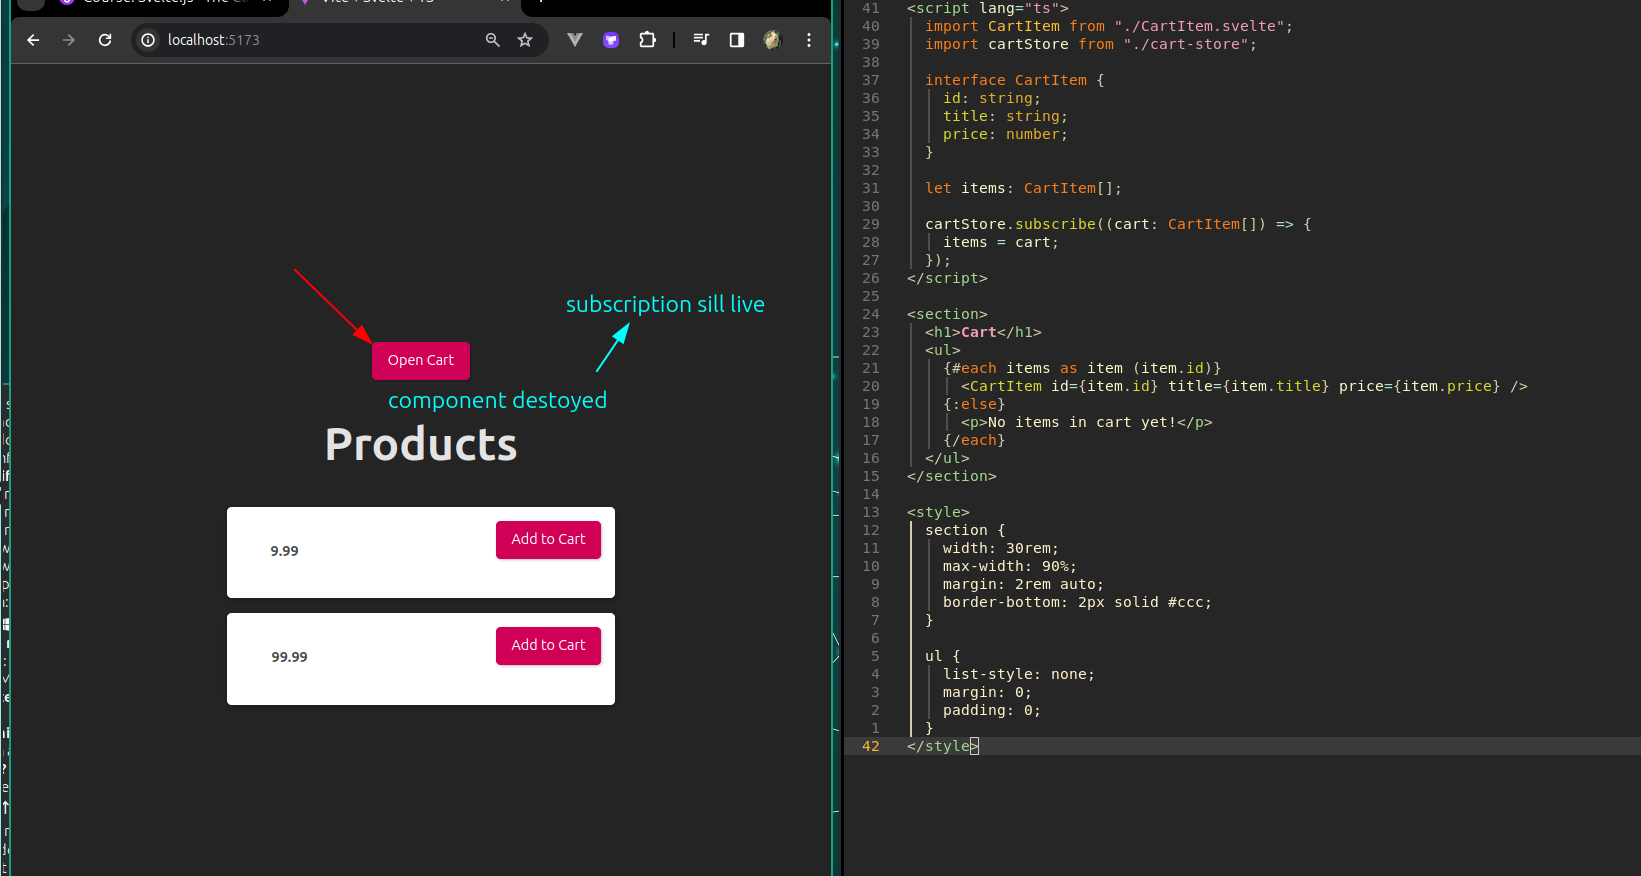 localhost:5173
subscription sill live
Open Cart
component destoyed
Products
9.99
Add to Cart
99.99
Add to Cart
41 <script lang="ts">
40 import CartItem from "./CartItem.svelte";
39 import cartStore from "./cart-store";
38
37 interface CartItem {
36 id: string;
35 title: string;
34 price: number;
33 }
32
31 let items: CartItem[];
30
29 cartStore.subscribe((cart: CartItem[]) => {
28 items = cart;
27 });
26 </script>
25
24 <section>
23 <h1>Cart</h1>
22 <ul>
21 {#each items as item (item.id)}
20 <CartItem id={item.id} title={item.title} price={item.price} />
19 {:else}
18 <p>No items in cart yet!</p>
17 {/each}
16 </ul>
15 </section>
14
13 <style>
12 section {
11 width: 30rem;
10 max-width: 90%;
9 margin: 2rem auto;
8 border-bottom: 2px solid #ccc;
7 }
6
5 ul {
4 list-style: none;
3 margin: 0;
2 padding: 0;
1 }
42 </style>